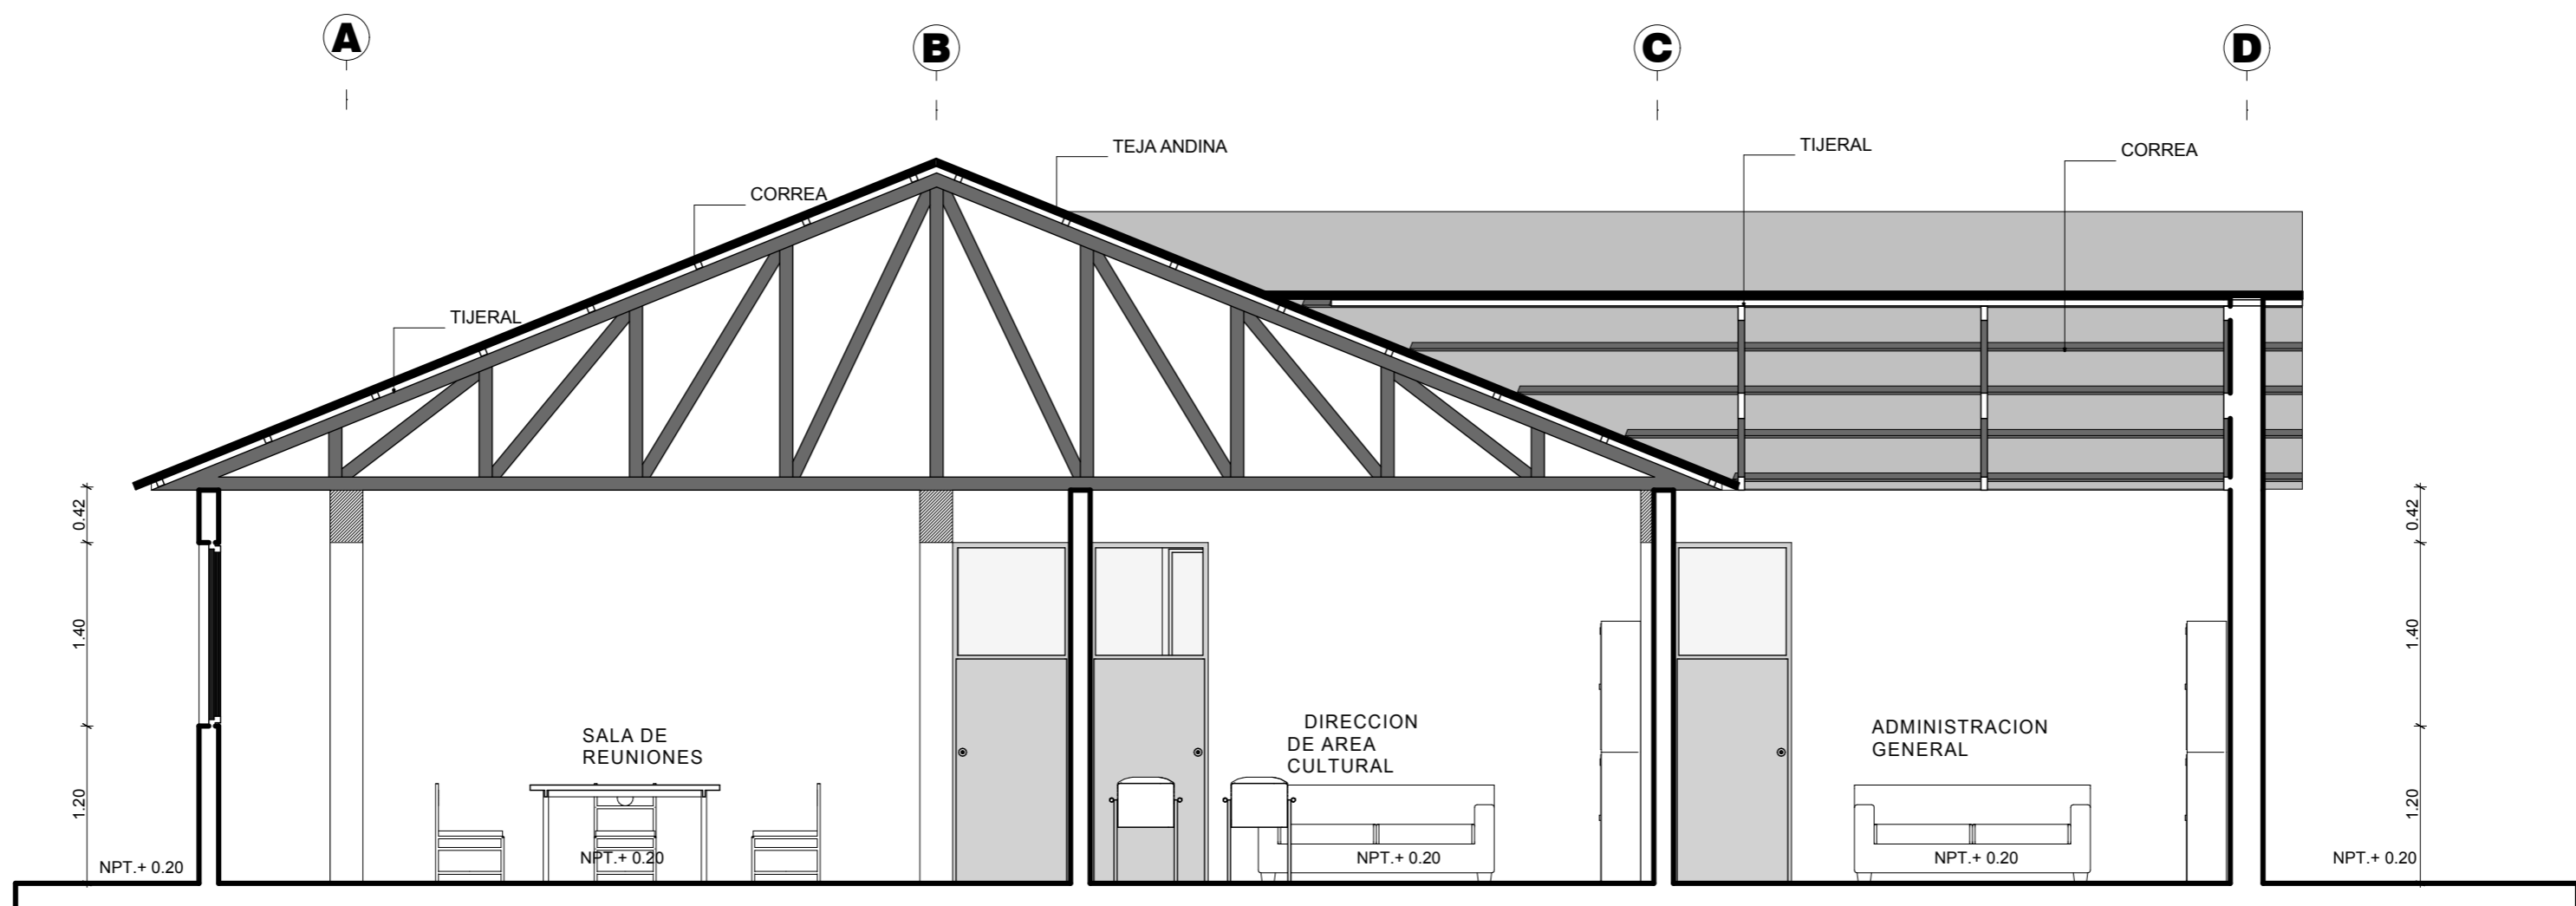 A
B
C
D
TEJA ANDINA
TIJERAL
CORREA
CORREA
TIJERAL
0.42
1.40
1.20
0.42
1.40
1.20
SALA DE
REUNIONES
DIRECCION
DE AREA
CULTURAL
ADMINISTRACION
GENERAL
NPT.+ 0.20
NPT.+ 0.20
NPT.+ 0.20
NPT.+ 0.20
NPT.+ 0.20